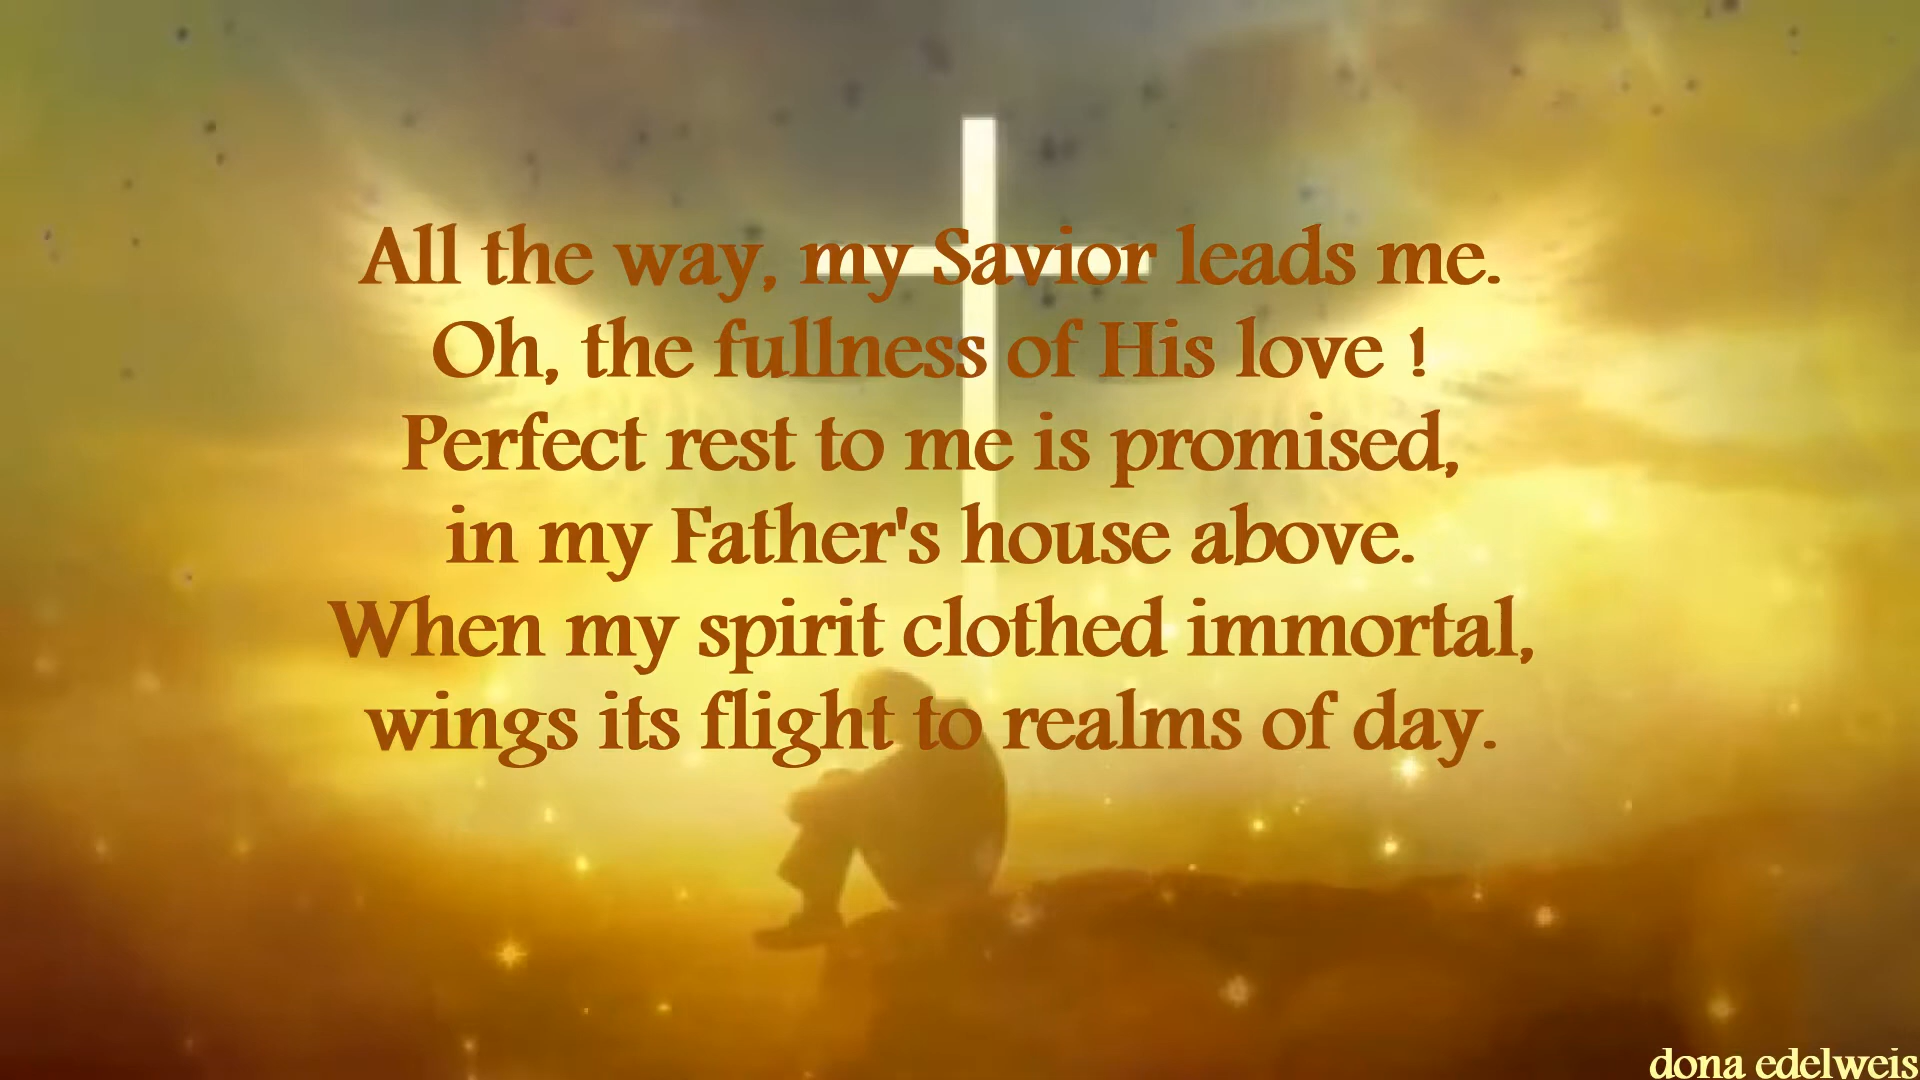 All the way, my Savior leads me.
Oh, the fullness of His love !
Perfect rest to me is promised,
in my Father's house above.
When my spirit clothed immortal,
wings its flight to realms of day.
dona edelweis